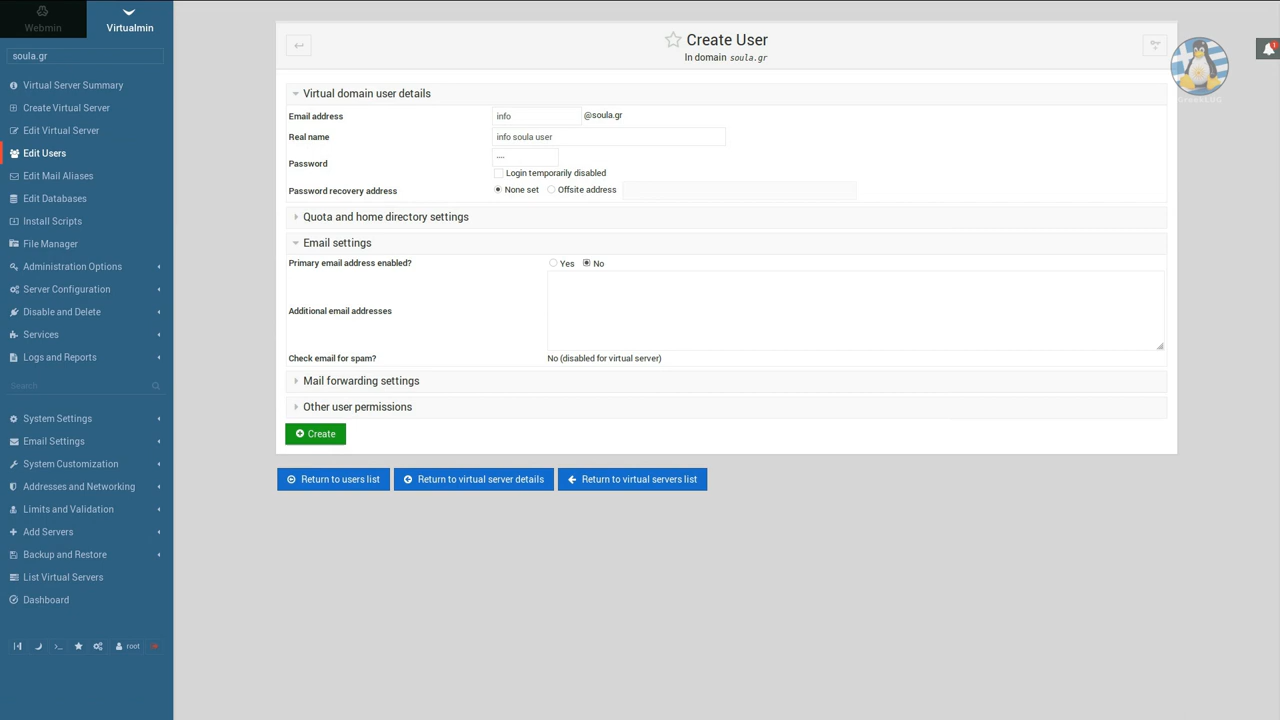 Webmin
Virtualmin
soula.gr
Virtual Server Summary
Create Virtual Server
Edit Virtual Server
Edit Users
Edit Mail Aliases
Edit Databases
Install Scripts
File Manager
Administration Options
Server Configuration
Disable and Delete
Services
Logs and Reports
Search
System Settings
Email Settings
System Customization
Addresses and Networking
Limits and Validation
Add Servers
Backup and Restore
List Virtual Servers
Dashboard
root
Create User
In domain soula.gr
Virtual domain user details
Email address info @soula.gr
Real name info soula user
Password ····
Login temporarily disabled
Password recovery address None set Offsite address
Quota and home directory settings
Email settings
Primary email address enabled? Yes No
Additional email addresses
Check email for spam? No (disabled for virtual server)
Mail forwarding settings
Other user permissions
Create
Return to users list Return to virtual server details Return to virtual servers list
GreekLUG
1